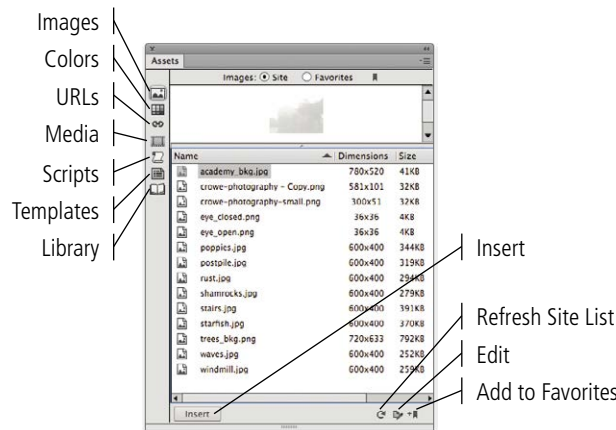 Images
Colors
URLs
Media
Scripts
Templates
Library
Assets
Images: Site Favorites
Name Dimensions Size
academy_bkg.jpg 780x520 41KB
crowe-photography - Copy.png 581x101 32KB
crowe-photography-small.png 300x51 32KB
eye_closed.png 36x36 4KB
eye_open.png 36x36 4KB
poppies.jpg 600x400 344KB
postpile.jpg 600x400 319KB
rust.jpg 600x400 294KB
shamrocks.jpg 600x400 279KB
stairs.jpg 600x400 391KB
starfish.jpg 600x400 370KB
trees_bkg.png 720x633 792KB
waves.jpg 600x400 252KB
windmill.jpg 600x400 259KB
Insert
Insert
Refresh Site List
Edit
Add to Favorites